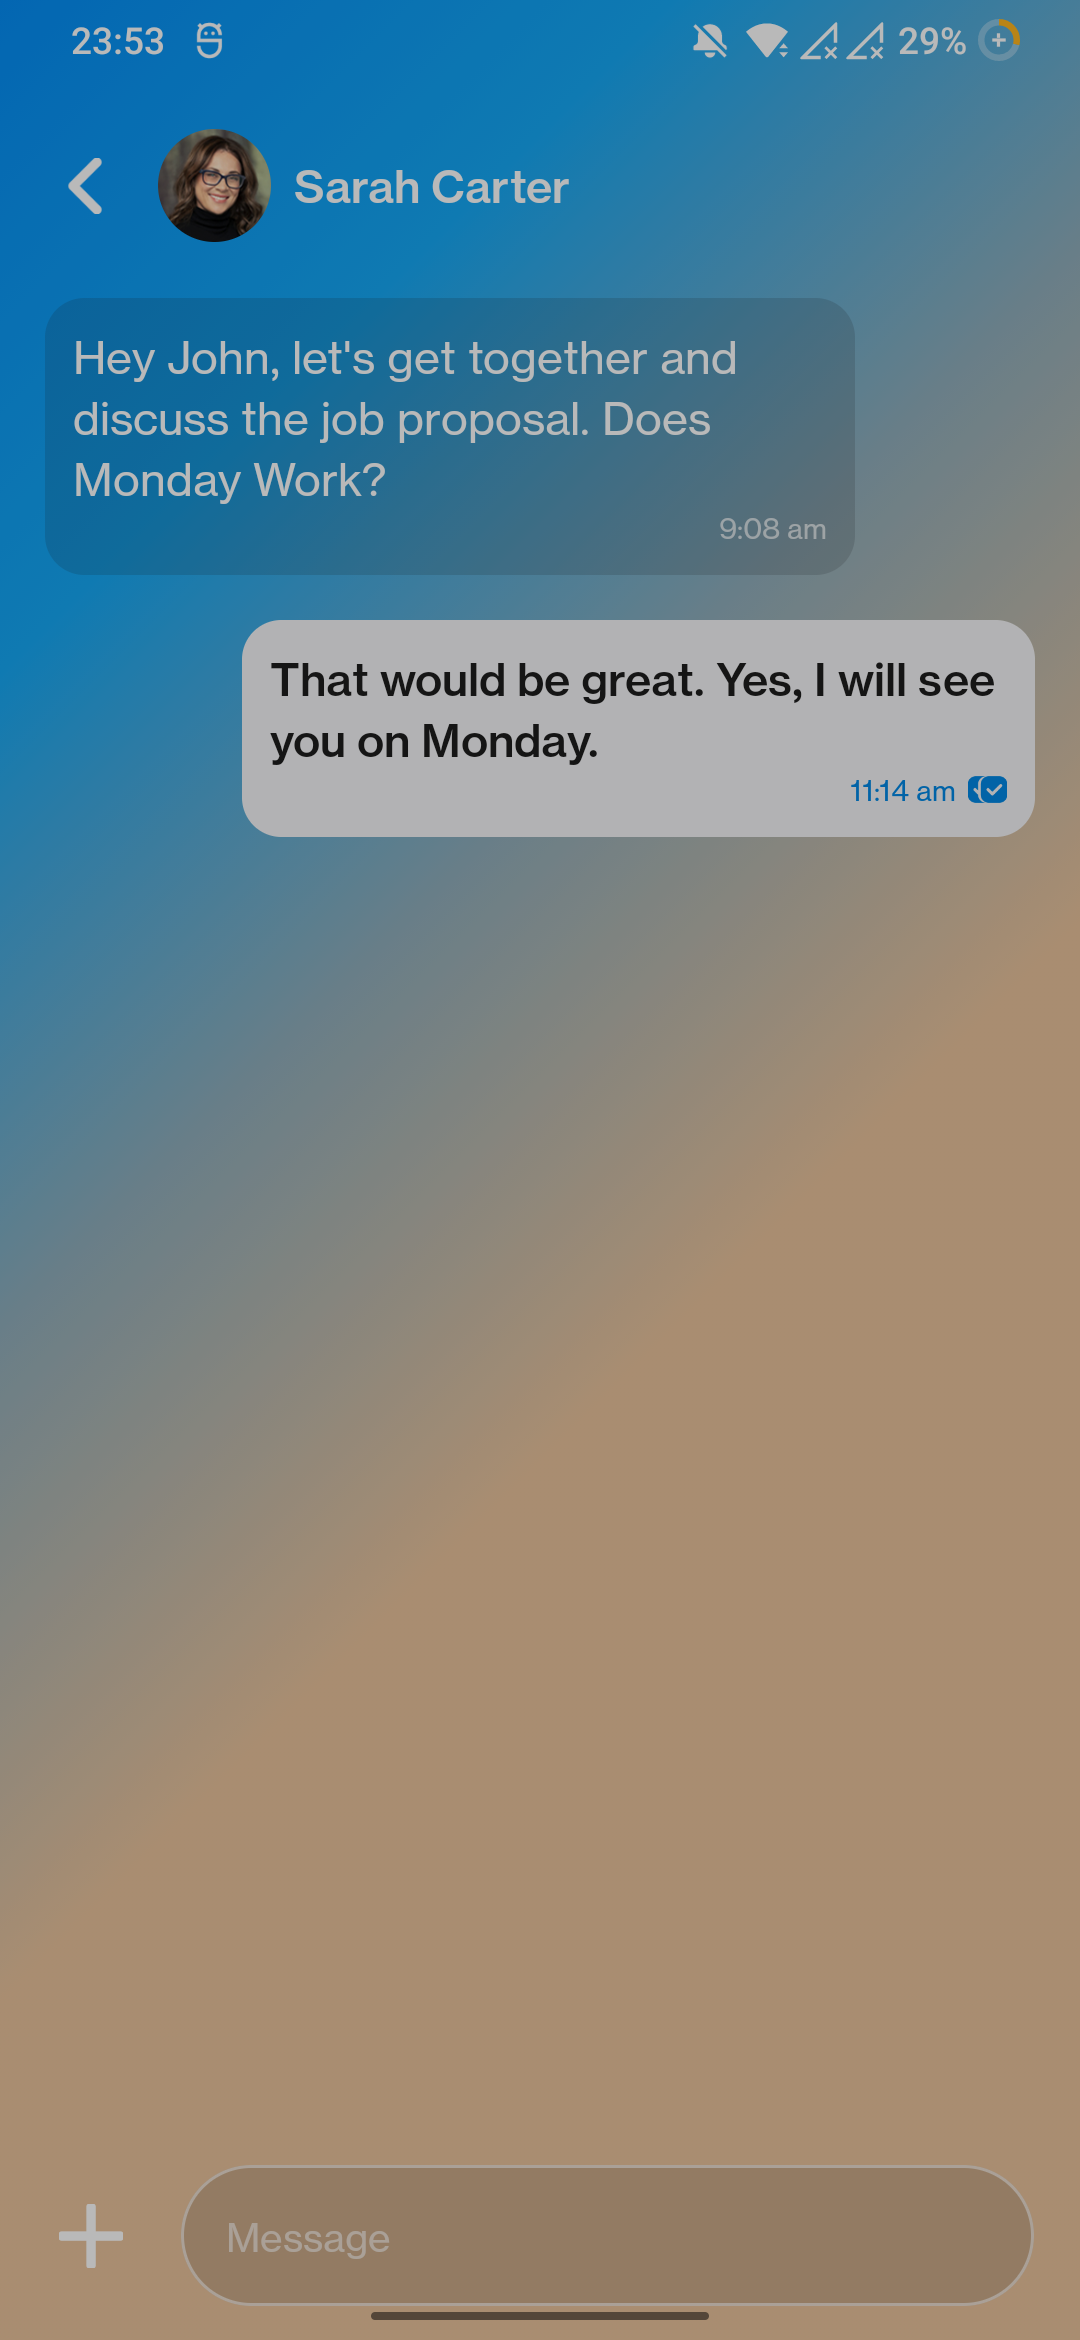 23:53
29%
Sarah Carter
Hey John, let's get together and
discuss the job proposal. Does
Monday Work?
9:08 am
That would be great. Yes, I will see
you on Monday.
11:14 am
Message